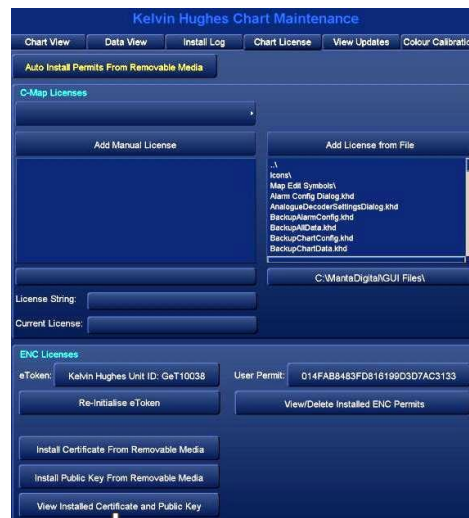 Kelvin Hughes Chart Maintenance
Chart View Data View Install Log Chart License View Updates Colour Calibratio
Auto Install Permits From Removable Media
C-Map Licenses
Add Manual License Add License from File
..\
Icons\
Map Edit Symbols\
Alarm Config Dialog.khd
AnalogueDecoderSettingsDialog.khd
BackupAlarmConfig.khd
BackupAllData.khd
BackupChartConfig.khd
BackupChartData.khd
C:\MantaDigital\GUI Files\
License String:
Current License:
ENC Licenses
eToken: Kelvin Hughes Unit ID: GeT10038 User Permit: 014FAB8483FD816199D3D7AC3133
Re-Initialise eToken View/Delete Installed ENC Permits
Install Certificate From Removable Media
Install Public Key From Removable Media
View Installed Certificate and Public Key